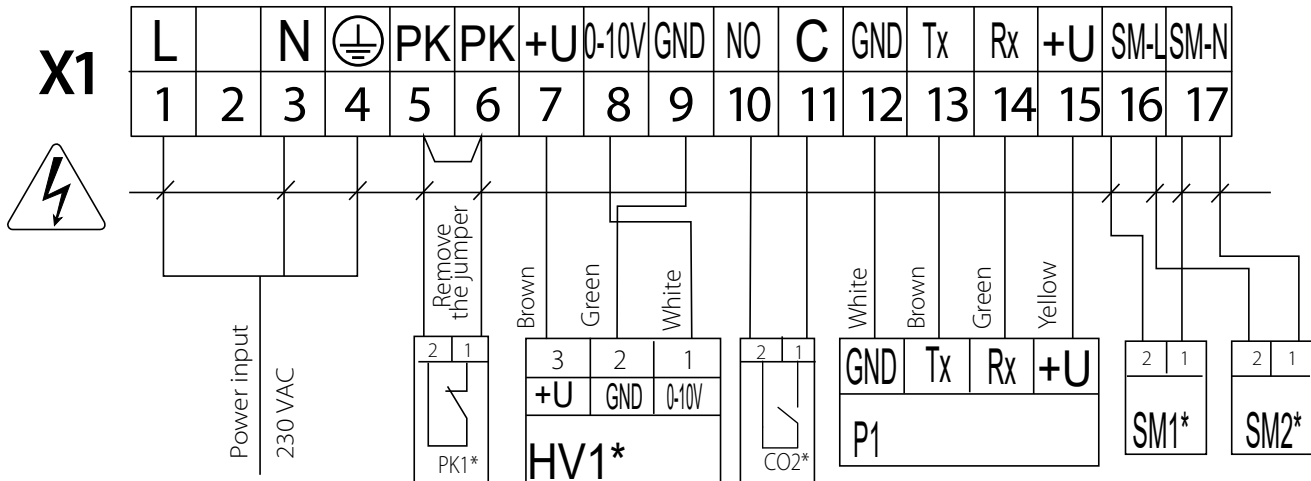 X1
L N PK PK +U 0-10V GND NO C GND Tx Rx +U SM-L SM-N
1 2 3 4 5 6 7 8 9 10 11 12 13 14 15 16 17
Power input
230 VAC
Remove
the jumper
2 1
PK1*
Brown
Green
White
3 2 1
+U GND 0-10V
HV1*
2 1
CO2*
White
Brown
Green
Yellow
GND Tx Rx +U
P1
2 1
SM1*
2 1
SM2*